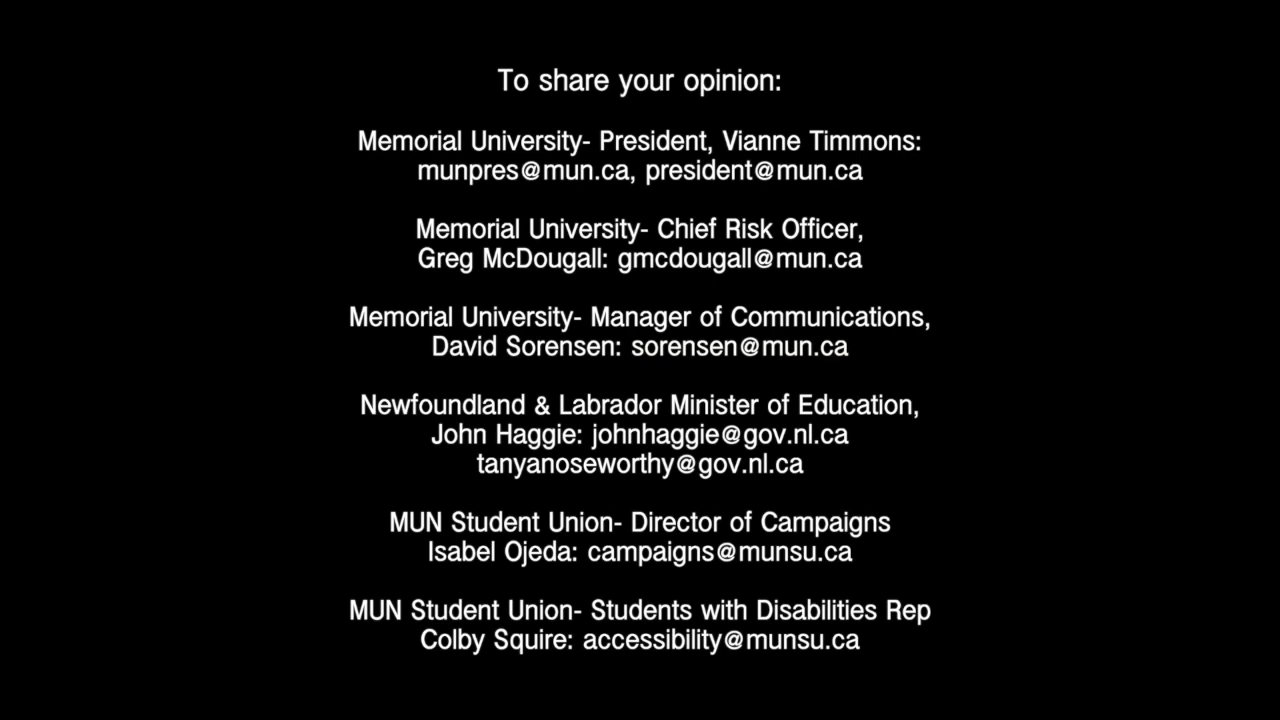 To share your opinion:
Memorial University- President, Vianne Timmons:
munpres@mun.ca, president@mun.ca
Memorial University- Chief Risk Officer,
Greg McDougall: gmcdougall@mun.ca
Memorial University- Manager of Communications,
David Sorensen: sorensen@mun.ca
Newfoundland & Labrador Minister of Education,
John Haggie: johnhaggie@gov.nl.ca
tanyanoseworthy@gov.nl.ca
MUN Student Union- Director of Campaigns
Isabel Ojeda: campaigns@munsu.ca
MUN Student Union- Students with Disabilities Rep
Colby Squire: accessibility@munsu.ca